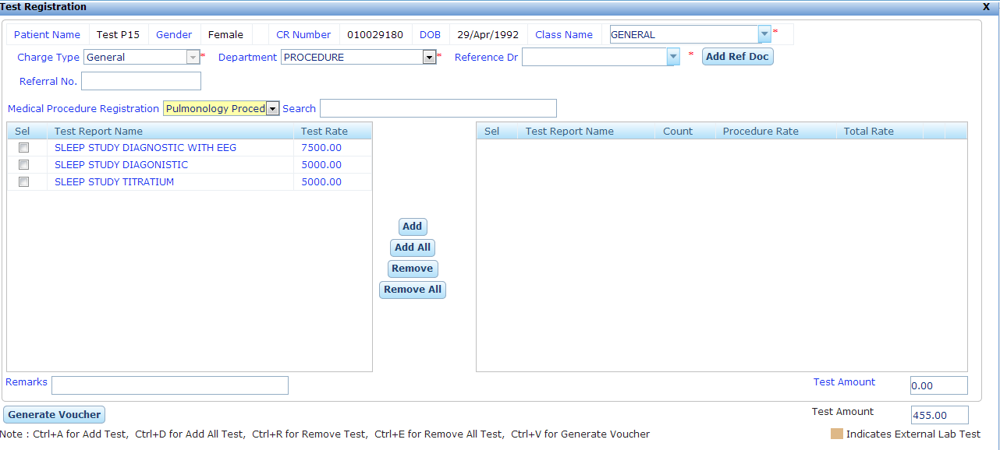 Test Registration X
Patient Name Test P15 Gender Female CR Number 010029180 DOB 29/Apr/1992 Class Name GENERAL *
Charge Type General * Department PROCEDURE * Reference Dr * Add Ref Doc
Referral No.
Medical Procedure Registration Pulmonology Proced Search
Sel Test Report Name Test Rate Sel Test Report Name Count Procedure Rate Total Rate
SLEEP STUDY DIAGNOSTIC WITH EEG 7500.00
SLEEP STUDY DIAGONISTIC 5000.00
SLEEP STUDY TITRATIUM 5000.00
Add
Add All
Remove
Remove All
Remarks Test Amount 0.00
Generate Voucher Test Amount 455.00
Note : Ctrl+A for Add Test, Ctrl+D for Add All Test, Ctrl+R for Remove Test, Ctrl+E for Remove All Test, Ctrl+V for Generate Voucher Indicates External Lab Test